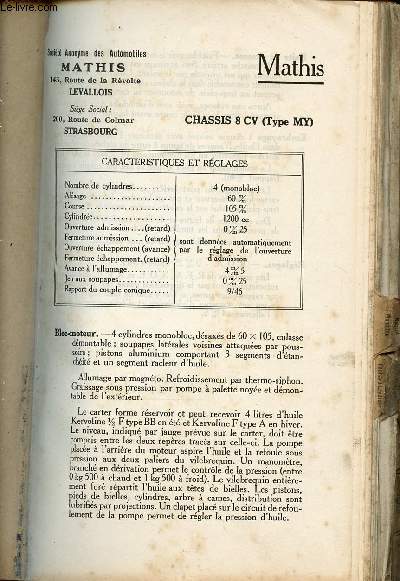 Société Anonyme des Automobiles
MATHIS
143, Route de la Révolte
LEVALLOIS
Siège Social :
200, Route de Colmar
STRASBOURG
Mathis
CHASSIS 8 CV (Type MY)
CARACTERISTIQUES ET RÉGLAGES
Nombre de cylindres....... 4 (monobloc)
Alésage ..................... 60 m/m
Course ..................... 105 m/m
Cylindrée.................. 1200 cc
Ouverture admission ....(retard) 0 m/m 25
Fermeture admission .... (retard)
Ouverture échappement (avance)
Fermeture échappement. (retard)
sont données automatiquement
par le réglage de l'ouverture
d'admission
Avance à l'allumage........... 4 m/m 5
Jeu aux soupapes............. 0 m/m 25
Rapport du couple conique..... 9/45
Bloc-moteur. — 4 cylindres monobloc, désaxés de 60 × 105, culasse
démontable ; soupapes latérales voisines attaquées par pous-
soirs ; pistons aluminium comportant 3 segments d'étan-
chéité et un segment racleur d'huile.
Allumage par magnéto. Refroidissement par thermo-siphon.
Graissage sous pression par pompe à palette noyée et démon-
table de l'extérieur.
Le carter forme réservoir et peut recevoir 4 litres d'huile
Kervoline ½ F type BB en été et Kervoline F type A en hiver.
Le niveau, indiqué par jauge prévue sur le carter, doit être
compris entre les deux repères tracés sur celle-ci. La pompe
placée à l'arrière du moteur aspire l'huile et la refoule sous
pression aux deux paliers du vilebrequin. Un manomètre,
branché en dérivation permet le contrôle de la pression (entre
0 kg 500 à chaud et 1 kg 500 à froid). Le vilebrequin entière-
ment foré répartit l'huile aux têtes de bielles. Les pistons,
pieds de bielles, cylindres, arbre à cames, distribution sont
lubrifiés par projections. Un clapet placé sur le circuit de refou-
lement de la pompe permet de régler la pression d'huile.